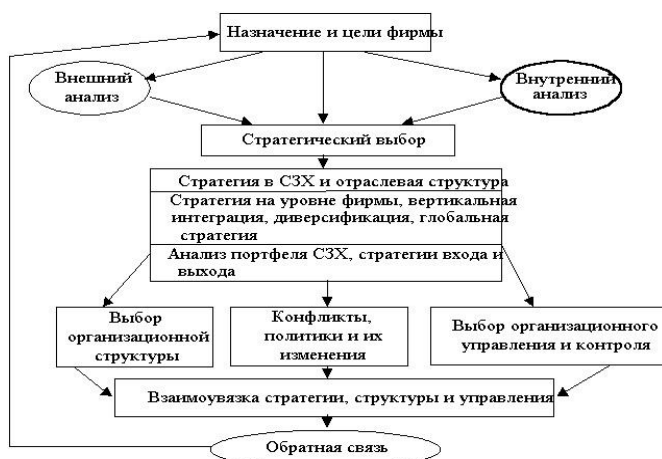 Назначение и цели фирмы
Внешний
анализ
Внутренний
анализ
Стратегический выбор
Стратегия в СЗХ и отраслевая структура
Стратегия на уровне фирмы, вертикальная
интеграция, диверсификация, глобальная
стратегия
Анализ портфеля СЗХ, стратегии входа и
выхода
Выбор
организационной
структуры
Конфликты,
политики и их
изменения
Выбор организационного
управления и контроля
Взаимоувязка стратегии, структуры и управления
Обратная связь